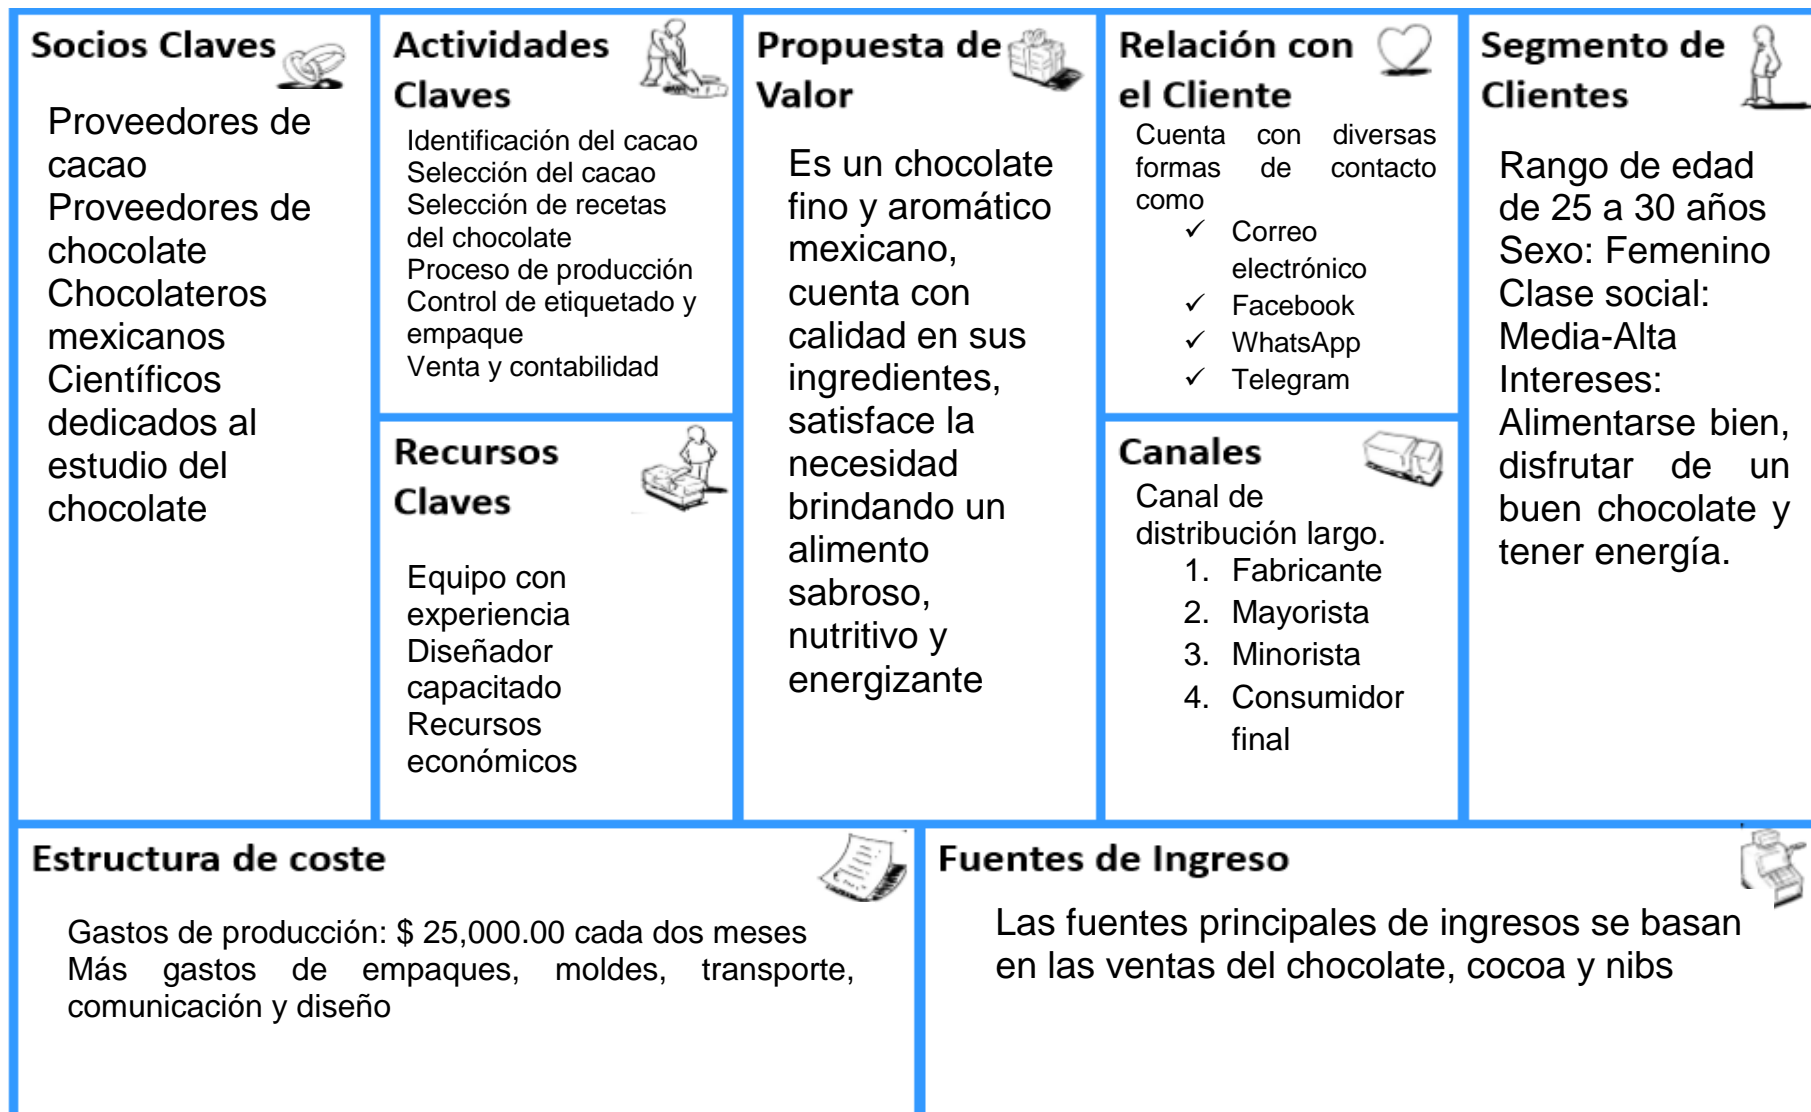 Socios Claves
Proveedores de
cacao
Proveedores de
chocolate
Chocolateros
mexicanos
Científicos
dedicados al
estudio del
chocolate
Actividades
Claves
Identificación del cacao
Selección del cacao
Selección de recetas
del chocolate
Proceso de producción
Control de etiquetado y
empaque
Venta y contabilidad
Recursos
Claves
Equipo con
experiencia
Diseñador
capacitado
Recursos
económicos
Propuesta de
Valor
Es un chocolate
fino y aromático
mexicano,
cuenta con
calidad en sus
ingredientes,
satisface la
necesidad
brindando un
alimento
sabroso,
nutritivo y
energizante
Relación con
el Cliente
Cuenta con diversas
formas de contacto
como
✓ Correo
electrónico
✓ Facebook
✓ WhatsApp
✓ Telegram
Canales
Canal de
distribución largo.
1. Fabricante
2. Mayorista
3. Minorista
4. Consumidor
final
Segmento de
Clientes
Rango de edad
de 25 a 30 años
Sexo: Femenino
Clase social:
Media-Alta
Intereses:
Alimentarse bien,
disfrutar de un
buen chocolate y
tener energía.
Estructura de coste
Gastos de producción: $ 25,000.00 cada dos meses
Más gastos de empaques, moldes, transporte,
comunicación y diseño
Fuentes de Ingreso
Las fuentes principales de ingresos se basan
en las ventas del chocolate, cocoa y nibs